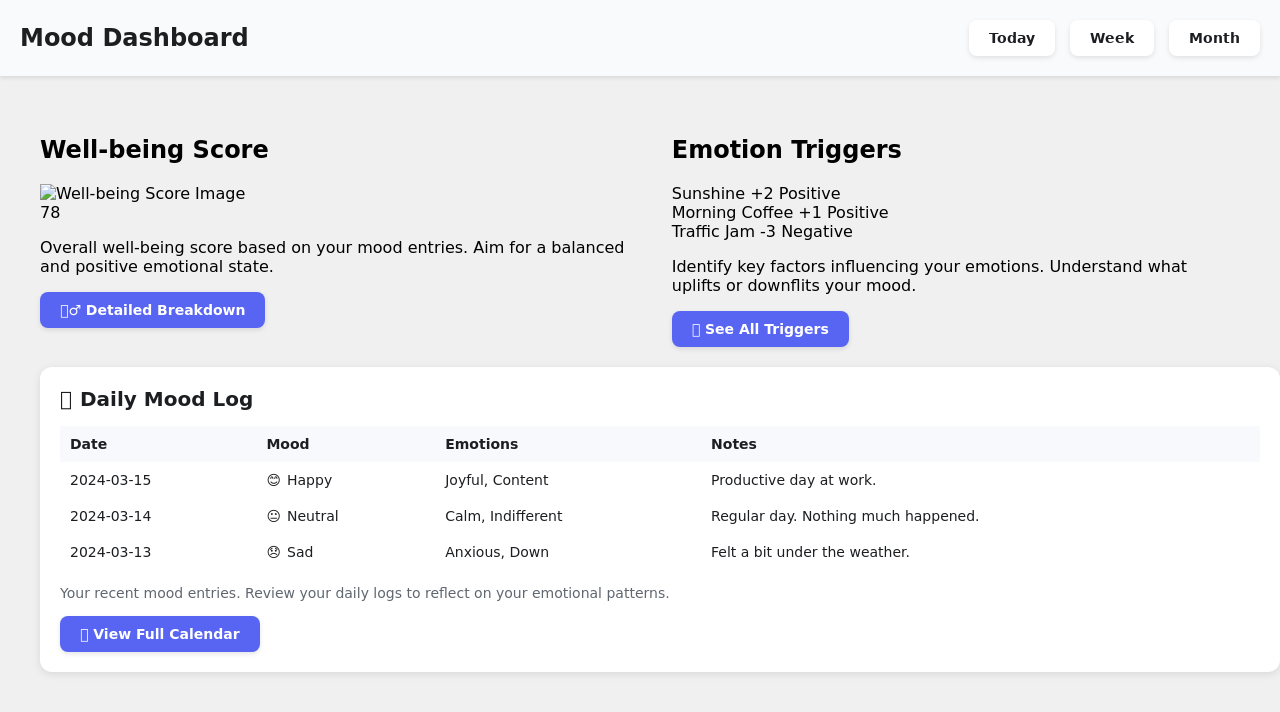 Mood Dashboard
Today Week Month
Well-being Score
Well-being Score Image
78
Overall well-being score based on your mood entries. Aim for a balanced
and positive emotional state.
♂ Detailed Breakdown
Emotion Triggers
Sunshine +2 Positive
Morning Coffee +1 Positive
Traffic Jam -3 Negative
Identify key factors influencing your emotions. Understand what
uplifts or downflits your mood.
See All Triggers
Daily Mood Log
Date Mood Emotions Notes
2024-03-15 😊 Happy Joyful, Content Productive day at work.
2024-03-14 😐 Neutral Calm, Indifferent Regular day. Nothing much happened.
2024-03-13 😞 Sad Anxious, Down Felt a bit under the weather.
Your recent mood entries. Review your daily logs to reflect on your emotional patterns.
View Full Calendar